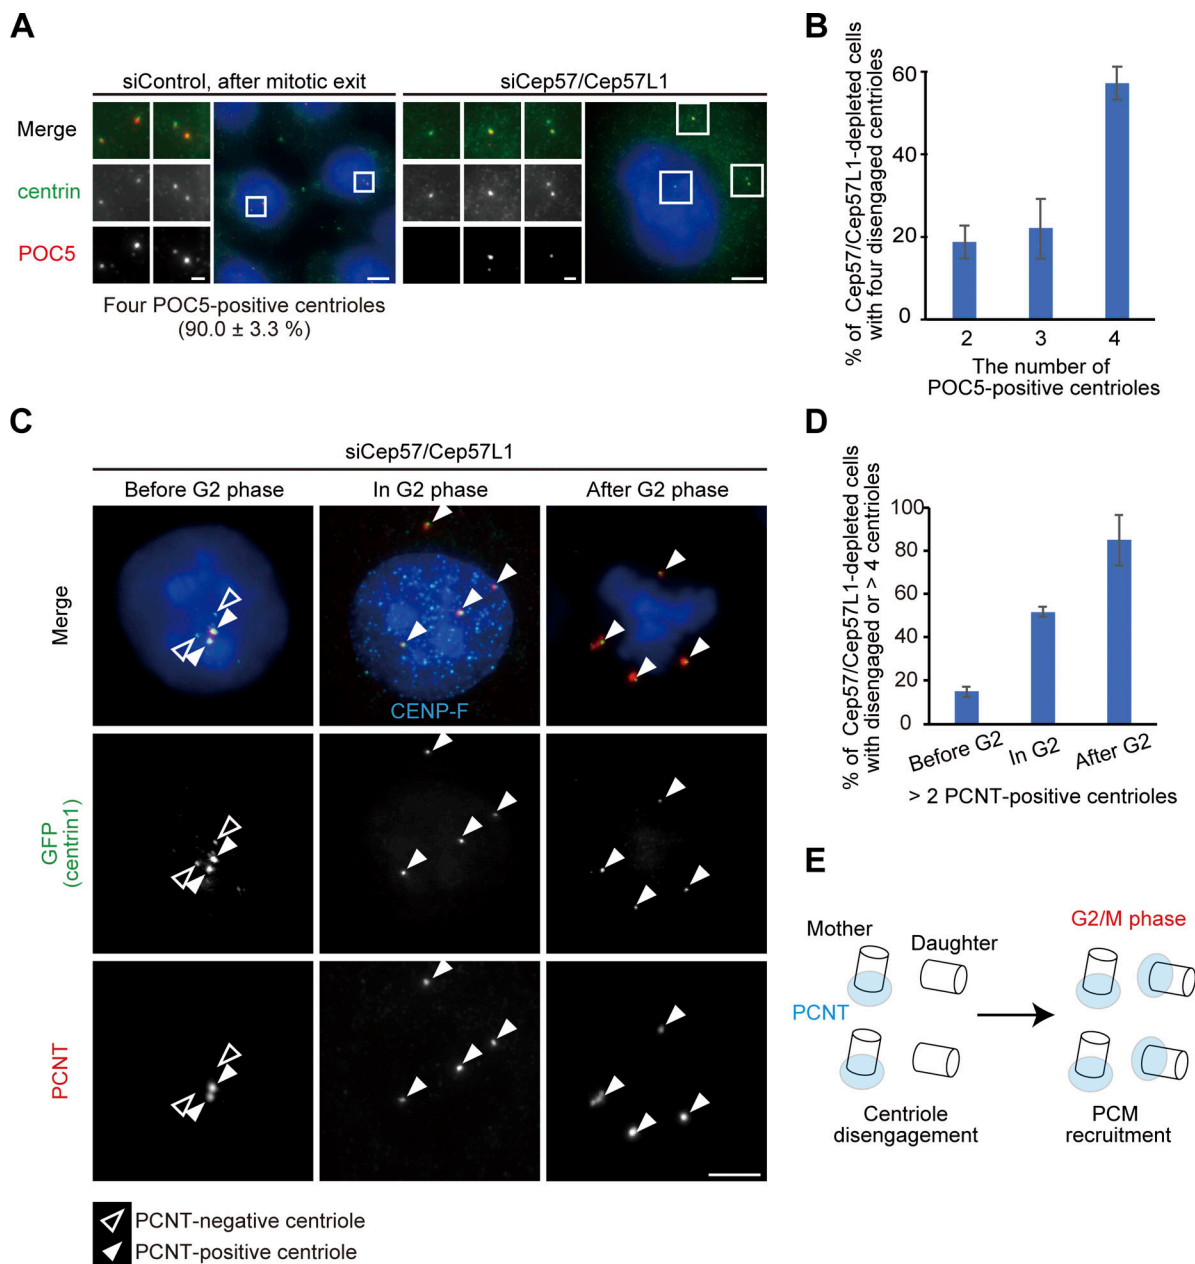 A
siControl, after mitotic exit
siCep57/Cep57L1
Merge
centrin
POC5
Four POC5-positive centrioles
(90.0 ± 3.3 %)
B
% of Cep57/Cep57L1-depleted cells
with four disengaged centrioles
60
40
20
0
2
3
4
The number of
POC5-positive centrioles
C
siCep57/Cep57L1
Before G2 phase
In G2 phase
After G2 phase
Merge
CENP-F
GFP
(centrin1)
PCNT
PCNT-negative centriole
PCNT-positive centriole
D
% of Cep57/Cep57L1-depleted cells
with disengaged or > 4 centrioles
100
80
60
40
20
0
Before G2
In G2
After G2
> 2 PCNT-positive centrioles
E
Mother
Daughter
G2/M phase
PCNT
Centriole
disengagement
PCM
recruitment